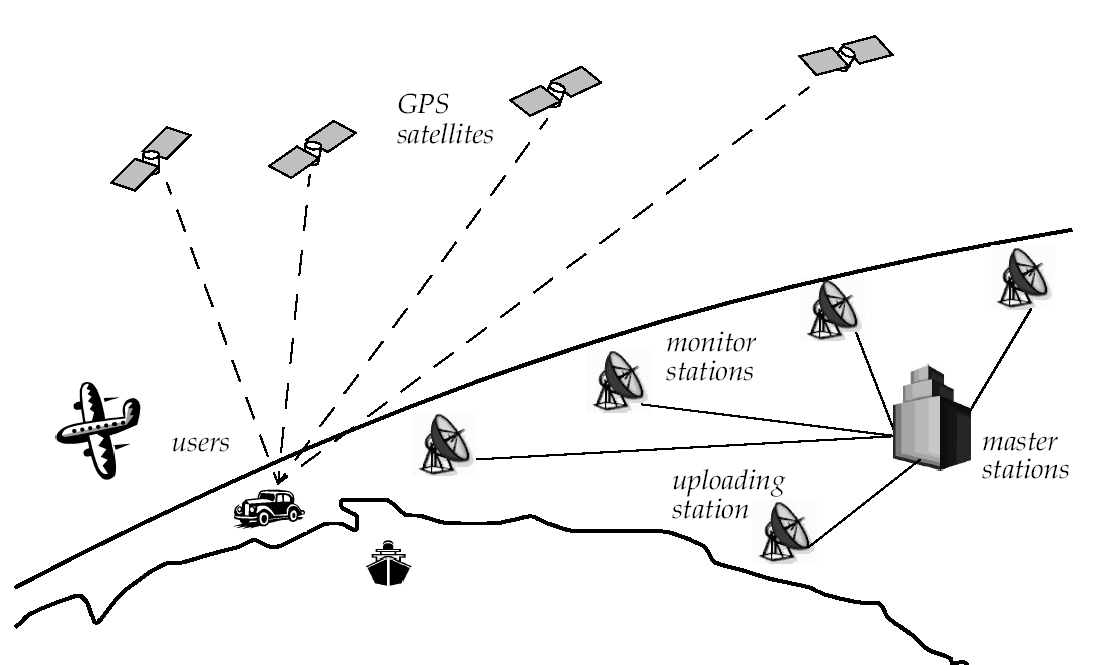 GPS
satellites
monitor
stations
users
master
stations
uploading
station